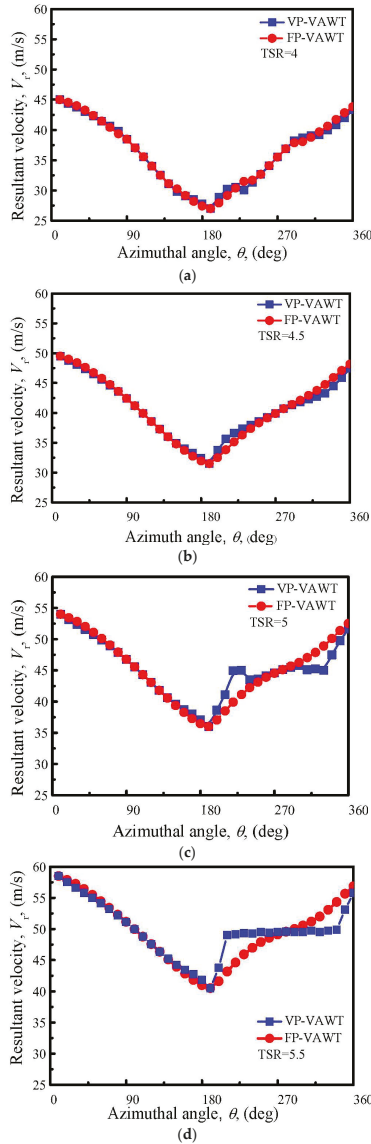 VP-VAWT
FP-VAWT
TSR=4
Resultant velocity, Vr, (m/s)
60
55
50
45
40
35
30
25
0 90 180 270 360
Azimuthal angle, θ, (deg)
(a)
VP-VAWT
FP-VAWT
TSR=4.5
Resultant velocity, Vr, (m/s)
60
55
50
45
40
35
30
25
0 90 180 270 360
Azimuth angle, θ, (deg)
(b)
VP-VAWT
FP-VAWT
TSR=5
Resultant velocity, Vr, (m/s)
60
55
50
45
40
35
30
25
0 90 180 270 360
Azimuthal angle, θ, (deg)
(c)
Resultant velocity, Vr, (m/s)
60
55
50
45
40
35
30
25
VP-VAWT
FP-VAWT
TSR=5.5
0 90 180 270 360
Azimuthal angle, θ, (deg)
(d)